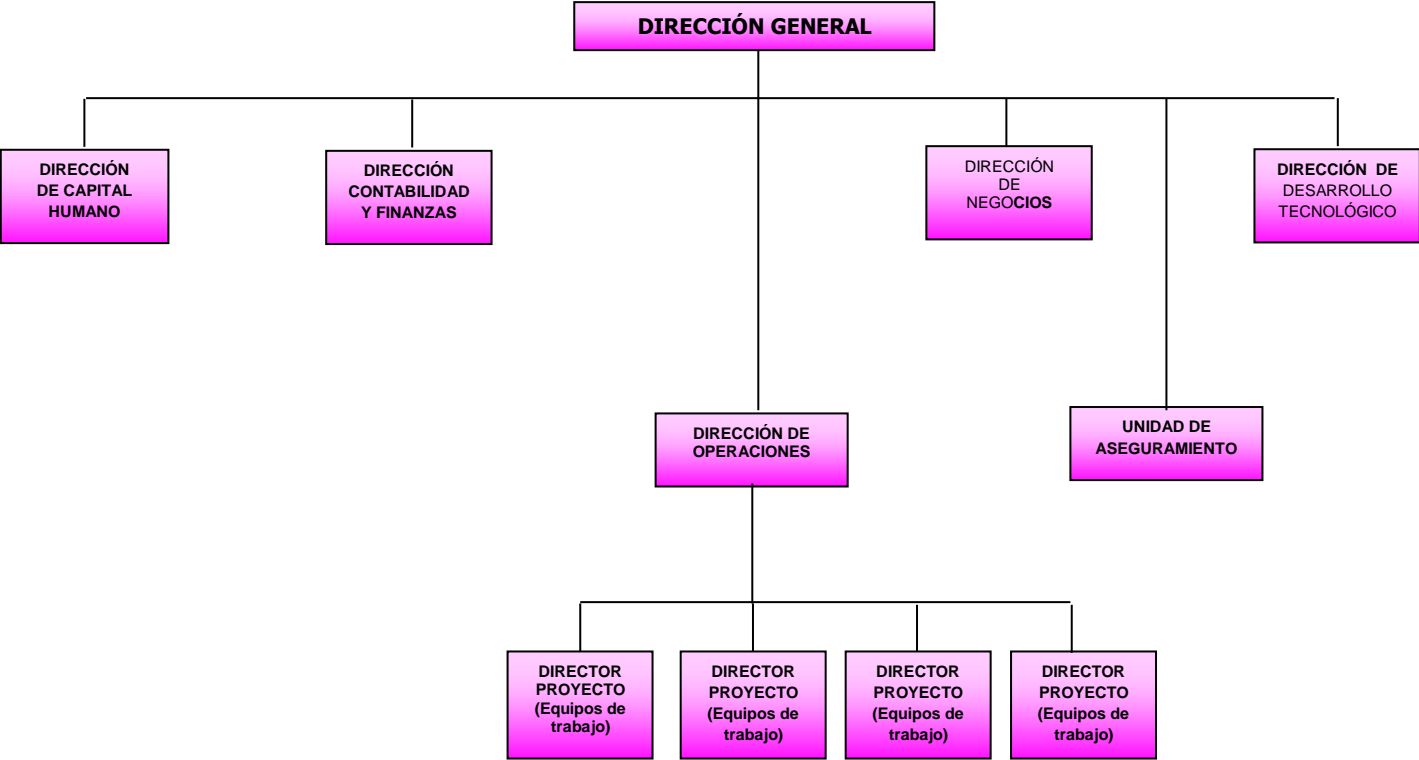 DIRECCIÓN GENERAL
DIRECCIÓN
DE CAPITAL
HUMANO
DIRECCIÓN
CONTABILIDAD
Y FINANZAS
DIRECCIÓN
DE
NEGOCIOS
DIRECCIÓN DE
DESARROLLO
TECNOLÓGICO
DIRECCIÓN DE
OPERACIONES
UNIDAD DE
ASEGURAMIENTO
DIRECTOR
PROYECTO
(Equipos de
trabajo)
DIRECTOR
PROYECTO
(Equipos de
trabajo)
DIRECTOR
PROYECTO
(Equipos de
trabajo)
DIRECTOR
PROYECTO
(Equipos de
trabajo)